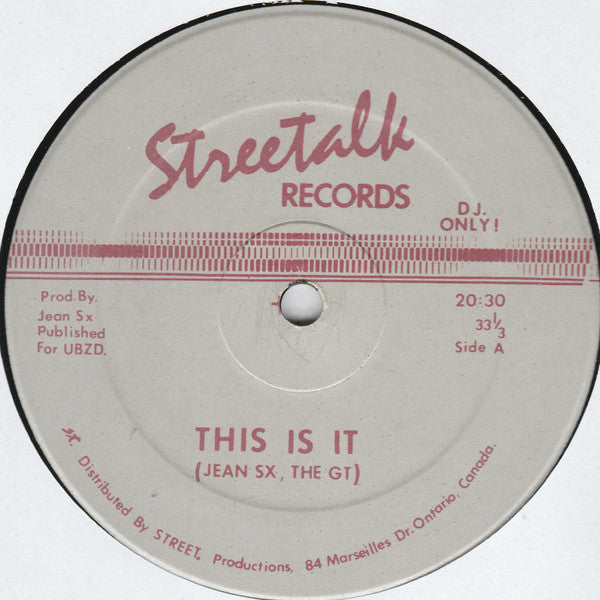 Streetalk
RECORDS
D.J.
ONLY!
Prod. By.
Jean Sx
Published
For UBZD.
20:30
33⅓
Side A
THIS IS IT
(JEAN SX, THE GT)
sx. Distributed By STREET. Productions, 84 Marseilles Dr. Ontario, Canada.